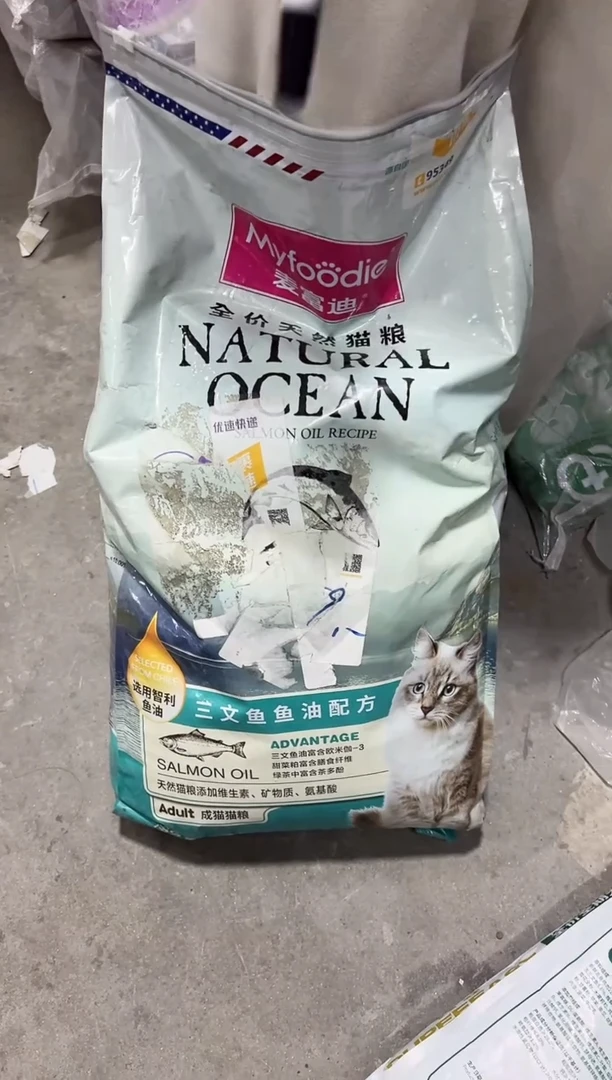 95349
Myfoodie
麦富迪
全价天然猫粮
NATURAL
OCEAN
SALMON OIL RECIPE
优速快递
选用智利
鱼油
三文鱼鱼油配方
ADVANTAGE
三文鱼油富含欧米伽-3
甜菜粕富含膳食纤维
绿茶中富含茶多酚
SALMON OIL
天然猫粮添加维生素、矿物质、氨基酸
Adult 成猫猫粮